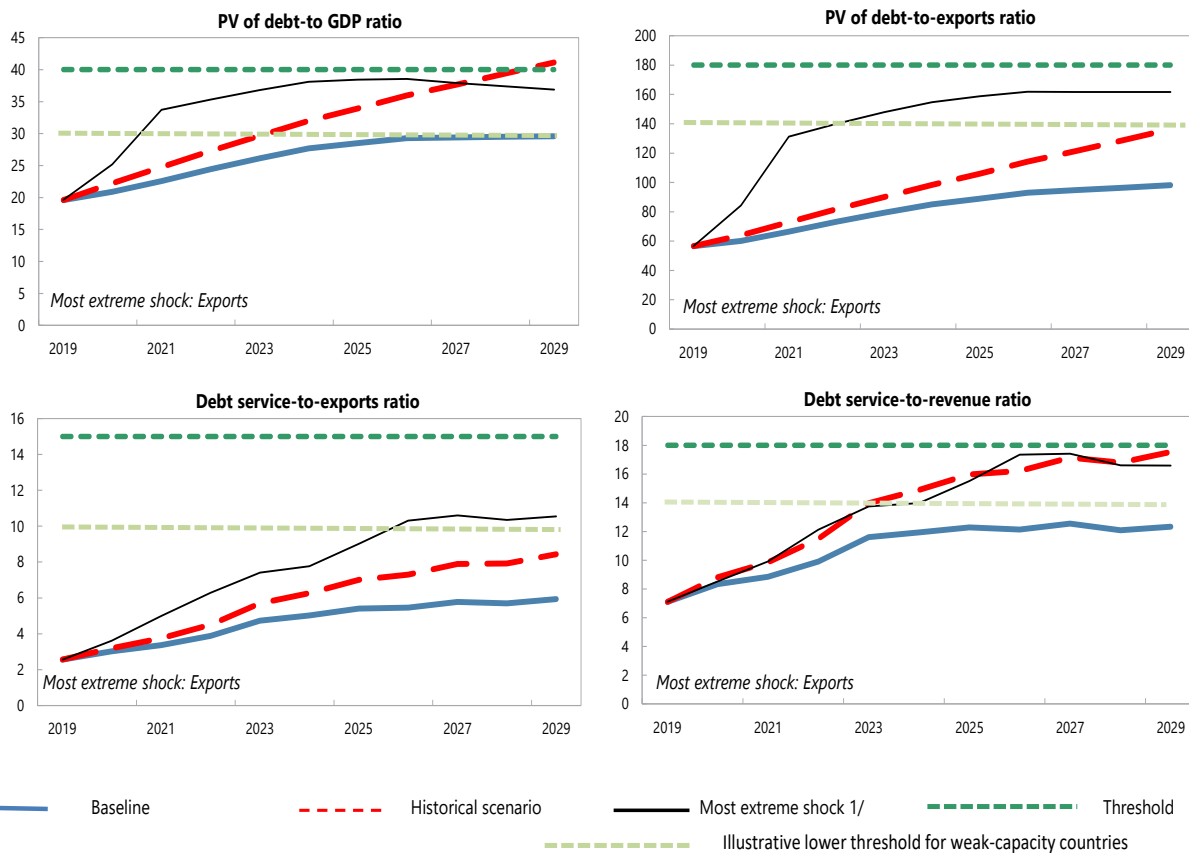 PV of debt-to GDP ratio
45
40
35
30
25
20
15
10
5
0
Most extreme shock: Exports
2019 2021 2023 2025 2027 2029
PV of debt-to-exports ratio
200
180
160
140
120
100
80
60
40
20
0
Most extreme shock: Exports
2019 2021 2023 2025 2027 2029
Debt service-to-exports ratio
16
14
12
10
8
6
4
2
0
Most extreme shock: Exports
2019 2021 2023 2025 2027 2029
Debt service-to-revenue ratio
20
18
16
14
12
10
8
6
4
2
0
Most extreme shock: Exports
2019 2021 2023 2025 2027 2029
Baseline Historical scenario Most extreme shock 1/ Threshold
Illustrative lower threshold for weak-capacity countries